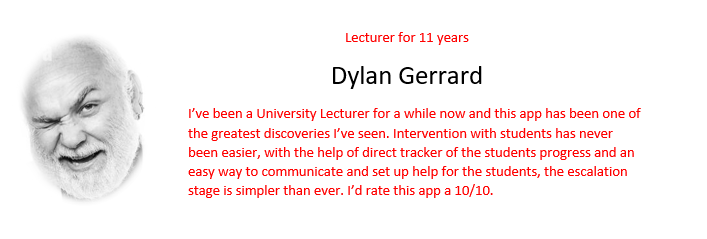 Lecturer for 11 years
Dylan Gerrard
I’ve been a University Lecturer for a while now and this app has been one of
the greatest discoveries I’ve seen. Intervention with students has never
been easier, with the help of direct tracker of the students progress and an
easy way to communicate and set up help for the students, the escalation
stage is simpler than ever. I’d rate this app a 10/10.